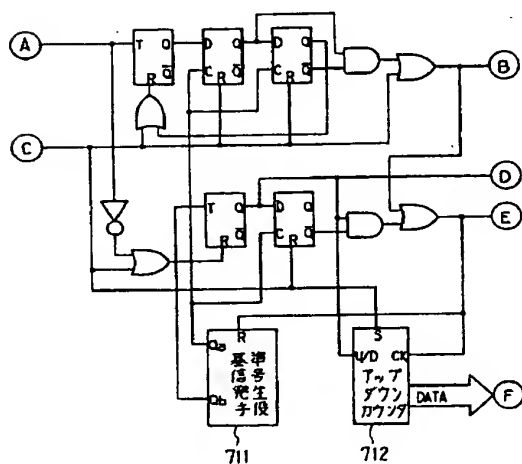 A
T Q
Q̅
R
D Q
C Q̅
R
D Q
C Q̅
R
B
C
D
T Q
Q̅
R
D Q
C Q̅
R
E
R
Qa
Qb
基準
信号
発生
手段
711
S
U/D CK
アップ
ダウン
カウンタ
DATA
F
712